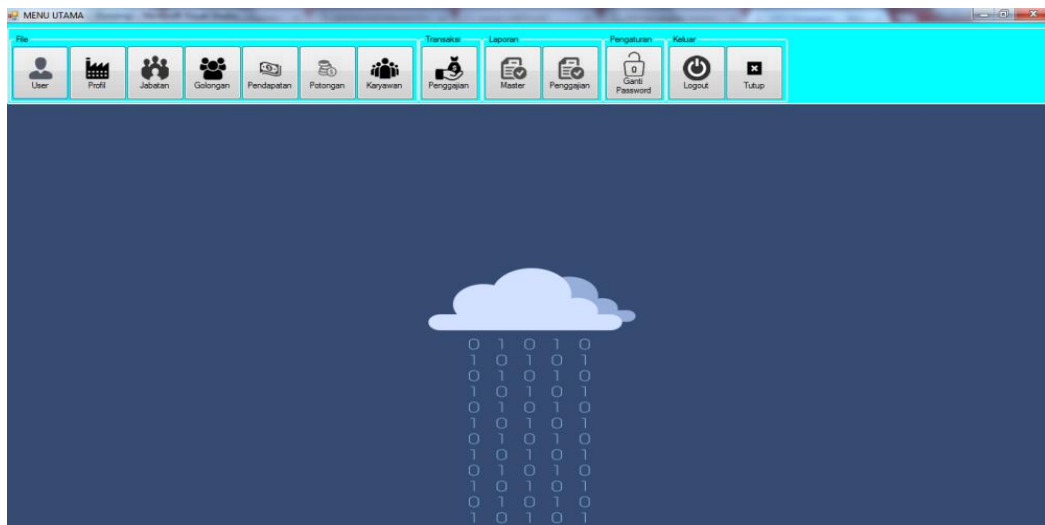 MENU UTAMA
File
Transaksi
Laporan
Pengaturan
Keluar
User
Profil
Jabatan
Golongan
Pendapatan
Potongan
Karyawan
Penggajian
Master
Penggajian
Ganti
Password
Logout
Tutup
0 1 0 1 0
1 0 1 0 1
0 1 0 1 0
1 0 1 0 1
0 1 0 1 0
1 0 1 0 1
0 1 0 1 0
1 0 1 0 1
0 1 0 1 0
1 0 1 0 1
0 1 0 1 0
1 0 1 0 1